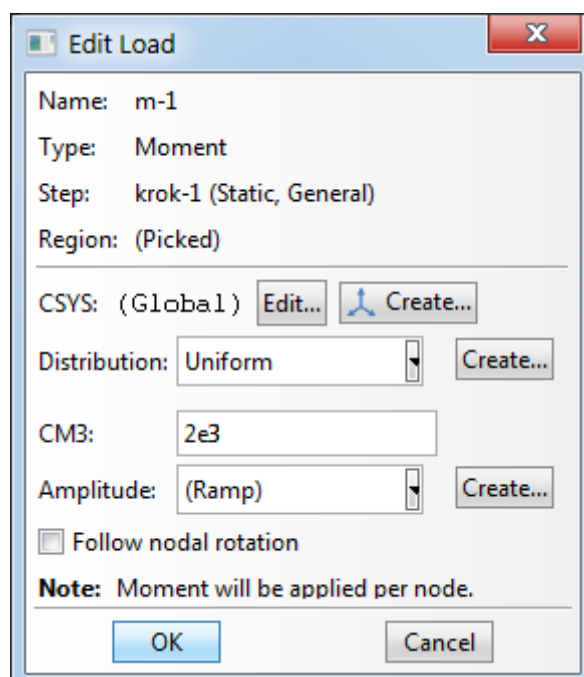 Edit Load
Name: m-1
Type: Moment
Step: krok-1 (Static, General)
Region: (Picked)
CSYS: (Global) Edit... Create...
Distribution: Uniform Create...
CM3: 2e3
Amplitude: (Ramp) Create...
Follow nodal rotation
Note: Moment will be applied per node.
OK Cancel